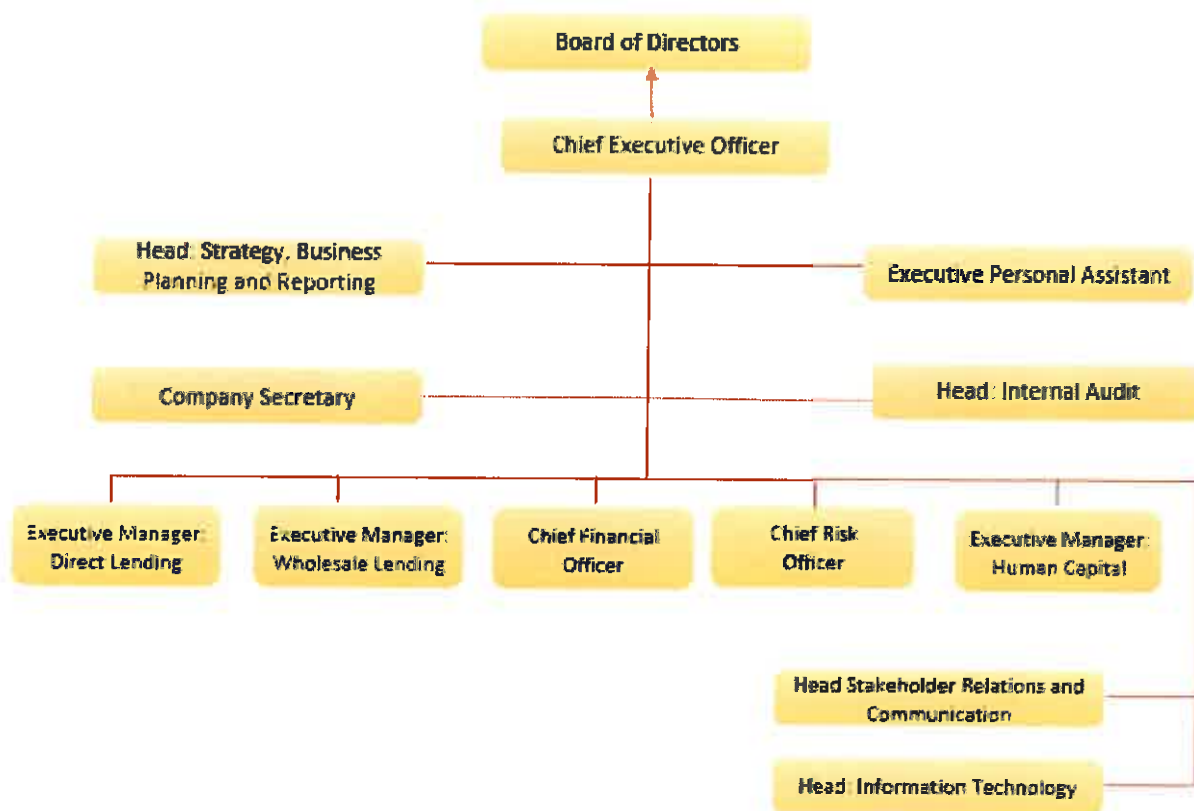 Board of Directors
Chief Executive Officer
Head: Strategy, Business
Planning and Reporting
Executive Personal Assistant
Company Secretary
Head: Internal Audit
Executive Manager:
Direct Lending
Executive Manager:
Wholesale Lending
Chief Financial
Officer
Chief Risk
Officer
Executive Manager:
Human Capital
Head Stakeholder Relations and
Communication
Head: Information Technology